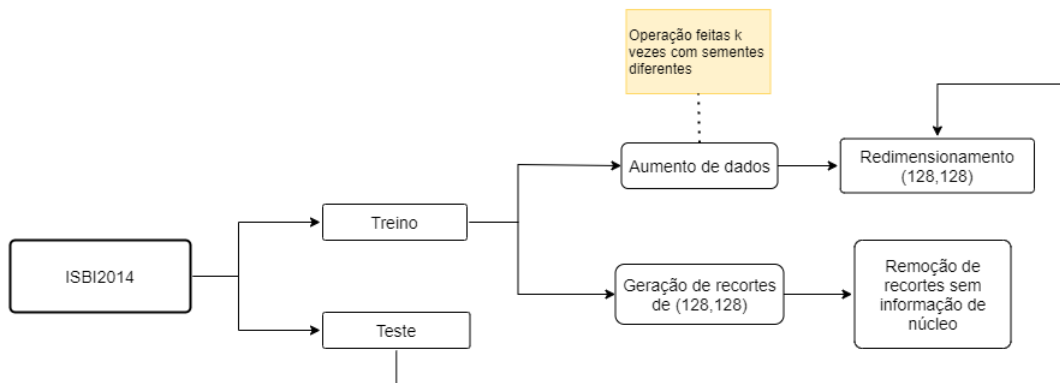 Operação feitas k
vezes com sementes
diferentes
Aumento de dados
Redimensionamento
(128,128)
Treino
ISBI2014
Geração de recortes
de (128,128)
Remoção de
recortes sem
informação de
núcleo
Teste